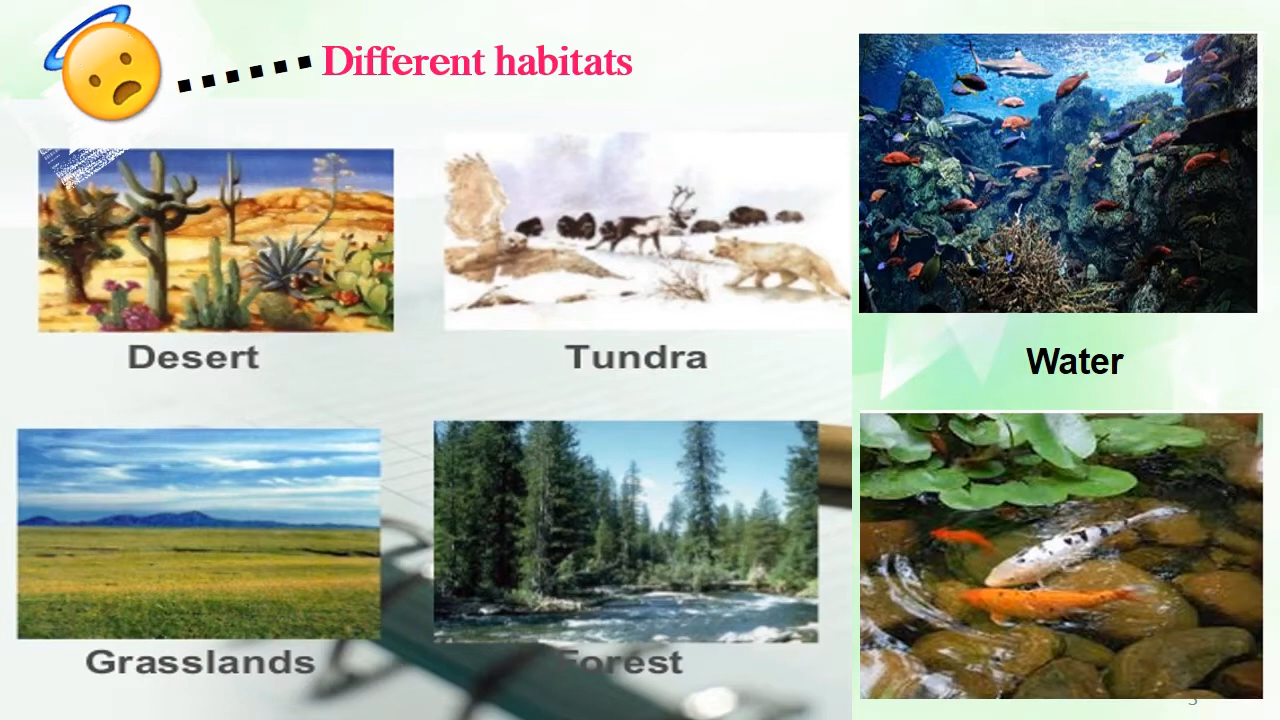 Different habitats
Desert
Tundra
Water
Grasslands
Forest